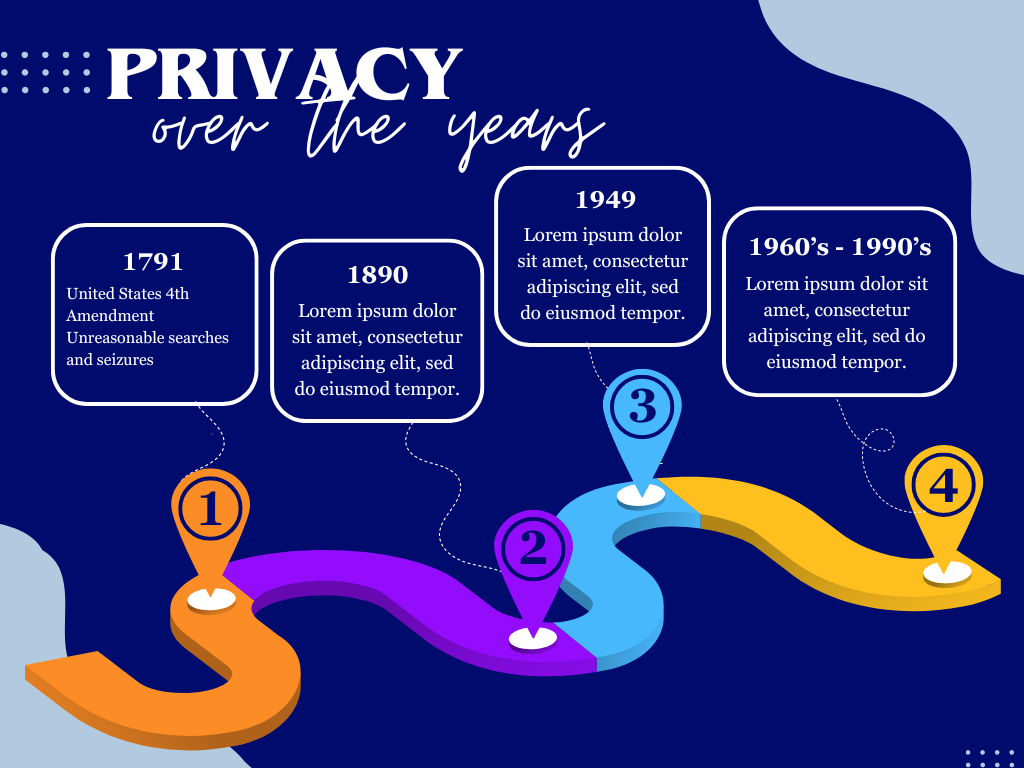 PRIVACY
over the years
1791
United States 4th
Amendment
Unreasonable searches
and seizures
1890
Lorem ipsum dolor
sit amet, consectetur
adipiscing elit, sed
do eiusmod tempor.
1949
Lorem ipsum dolor
sit amet, consectetur
adipiscing elit, sed
do eiusmod tempor.
1960’s - 1990’s
Lorem ipsum dolor sit
amet, consectetur
adipiscing elit, sed do
eiusmod tempor.
1
2
3
4